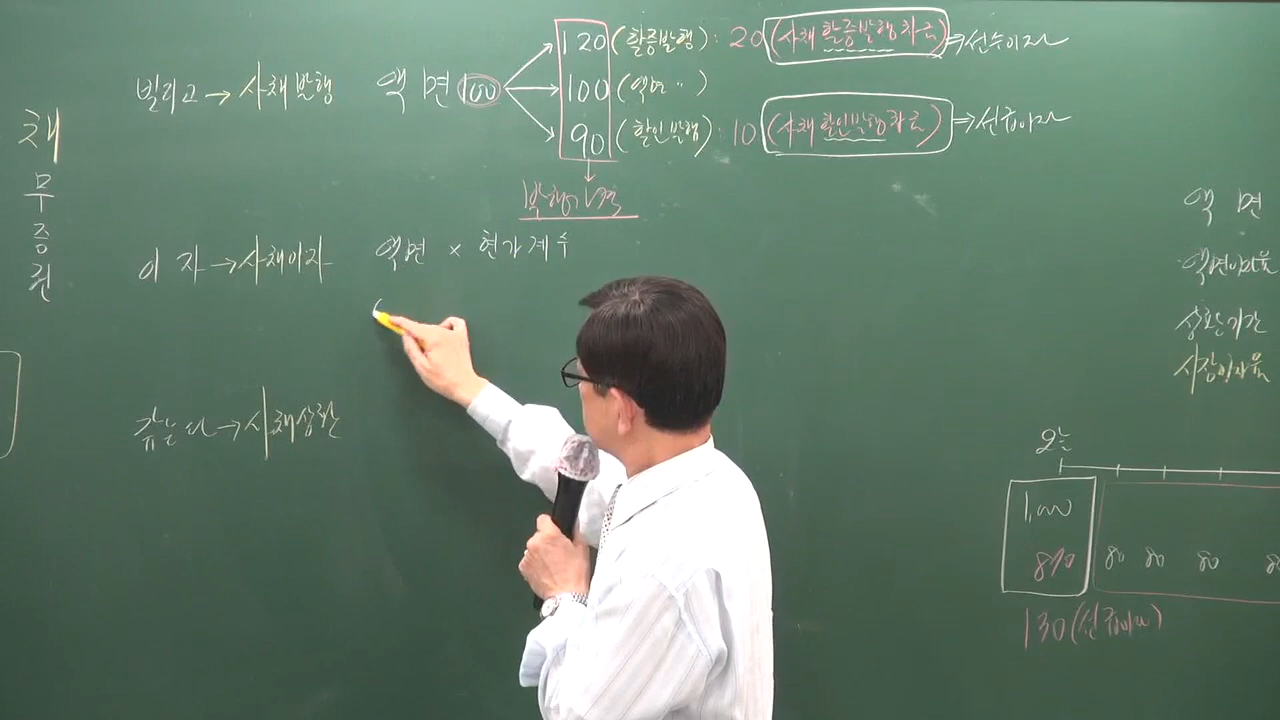 채무증권
빌리고 → 사채발행
액면 100
120 (할증발행) : 20 (사채할증발행차금) ⇒ 선수이자
100 (액면 〃)
90 (할인발행) : 10 (사채할인발행차금) ⇒ 선급이자
발행가격
이자 → 사채이자
액면 × 현가계수
갚는다 → 사채상환
액면
액면이자율
상환기간
시장이자율
1,000
870
80 80 80
130 (선급이자)